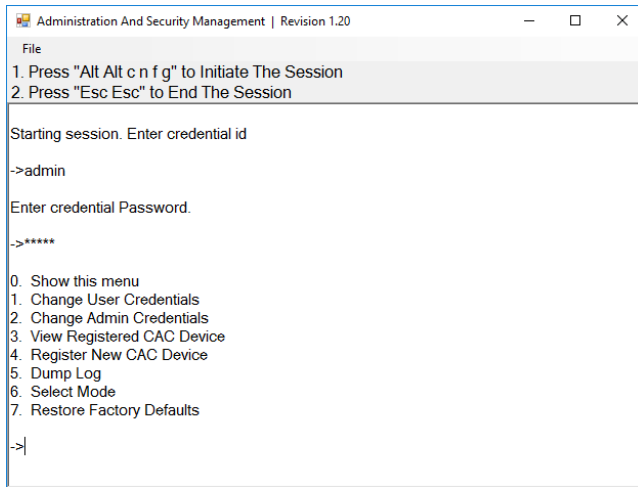 Administration And Security Management | Revision 1.20
File
1. Press "Alt Alt c n f g" to Initiate The Session
2. Press "Esc Esc" to End The Session
Starting session. Enter credential id
->admin
Enter credential Password.
->*****
0. Show this menu
1. Change User Credentials
2. Change Admin Credentials
3. View Registered CAC Device
4. Register New CAC Device
5. Dump Log
6. Select Mode
7. Restore Factory Defaults
->